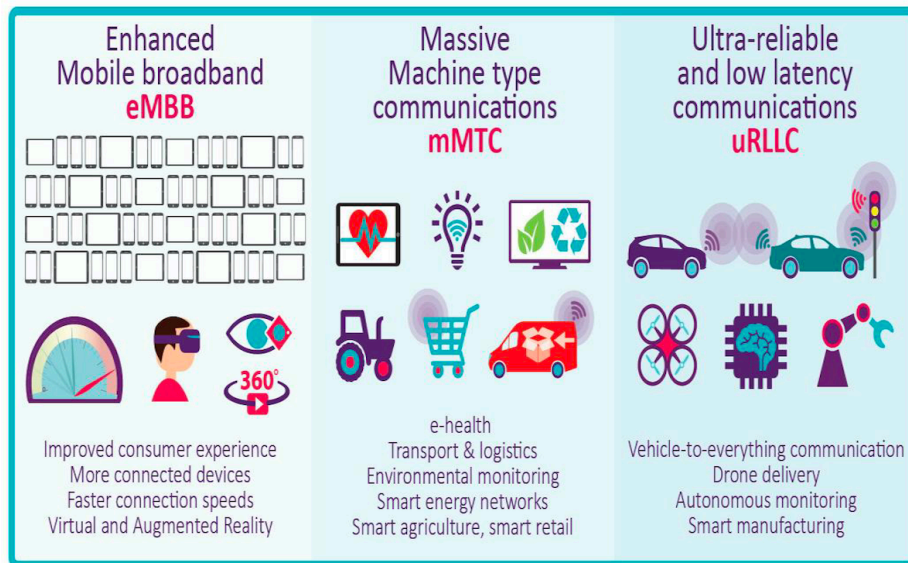 Enhanced
Mobile broadband
eMBB
360°
Improved consumer experience
More connected devices
Faster connection speeds
Virtual and Augmented Reality
Massive
Machine type
communications
mMTC
e-health
Transport & logistics
Environmental monitoring
Smart energy networks
Smart agriculture, smart retail
Ultra-reliable
and low latency
communications
uRLLC
Vehicle-to-everything communication
Drone delivery
Autonomous monitoring
Smart manufacturing